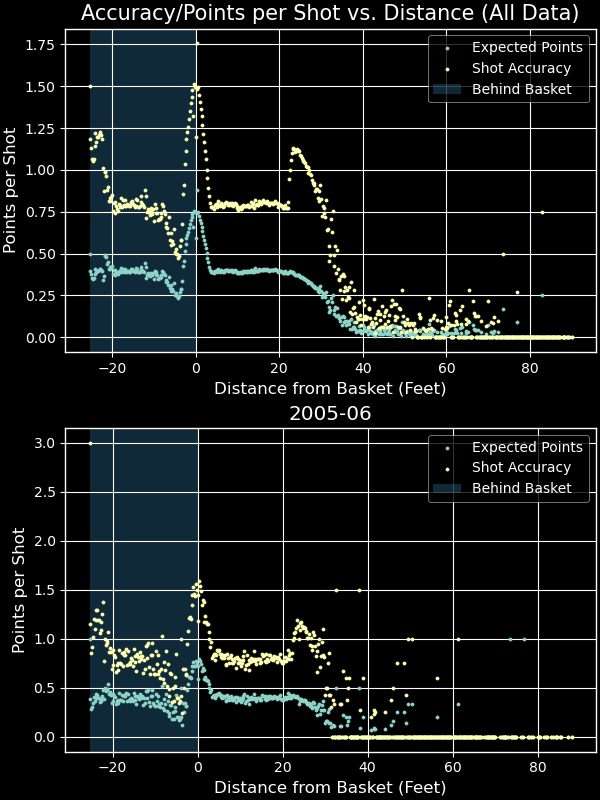 Accuracy/Points per Shot vs. Distance (All Data)
Points per Shot
1.75
1.50
1.25
1.00
0.75
0.50
0.25
0.00
Expected Points
Shot Accuracy
Behind Basket
−20 0 20 40 60 80
Distance from Basket (Feet)
2005-06
Points per Shot
3.0
2.5
2.0
1.5
1.0
0.5
0.0
Expected Points
Shot Accuracy
Behind Basket
−20 0 20 40 60 80
Distance from Basket (Feet)